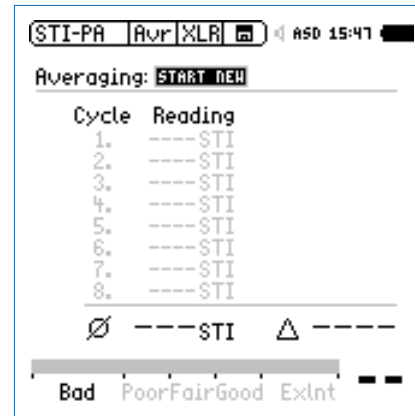 STI-PA Avr XLR ASD 15:47
Averaging: START NEW
Cycle Reading
1. ----STI
2. ----STI
3. ----STI
4. ----STI
5. ----STI
6. ----STI
7. ----STI
8. ----STI
Ø ---STI Δ ----
Bad Poor Fair Good Exlnt --